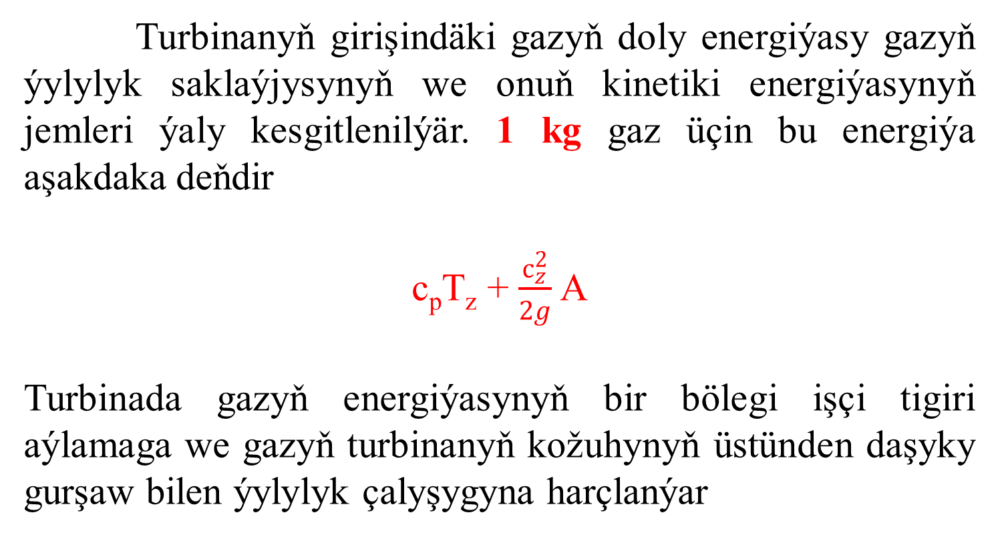 Turbinanyň girişindäki gazyň doly energiýasy gazyň
ýylylyk saklaýjysynyň we onuň kinetiki energiýasynyň
jemleri ýaly kesgitlenilýär. 1 kg gaz üçin bu energiýa
aşakdaka deňdir
c_pT_z + \frac{c_z^2}{2g} A
Turbinada gazyň energiýasynyň bir bölegi işçi tigiri
aýlamaga we gazyň turbinanyň kožuhynyň üstünden daşyky
gurşaw bilen ýylylyk çalyşygyna harçlanýar